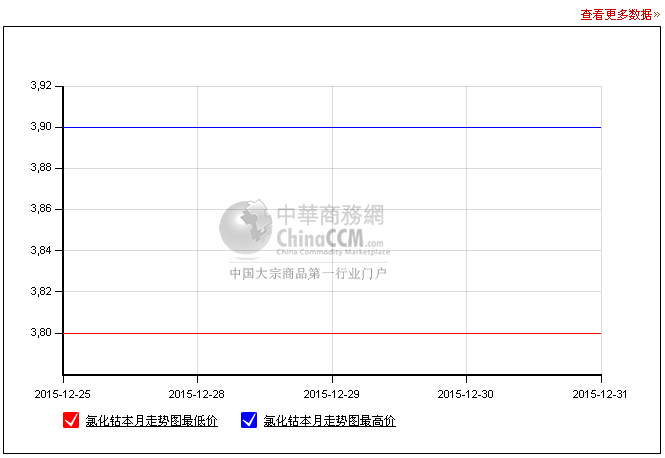 查看更多数据»
3,92
3,90
3,88
3,86
3,84
3,82
3,80
中華商務網
ChinaCCM.com
China Commodity Marketplace
中国大宗商品第一行业门户
2015-12-25 2015-12-28 2015-12-29 2015-12-30 2015-12-31
氯化钴本月走势图最低价 氯化钴本月走势图最高价